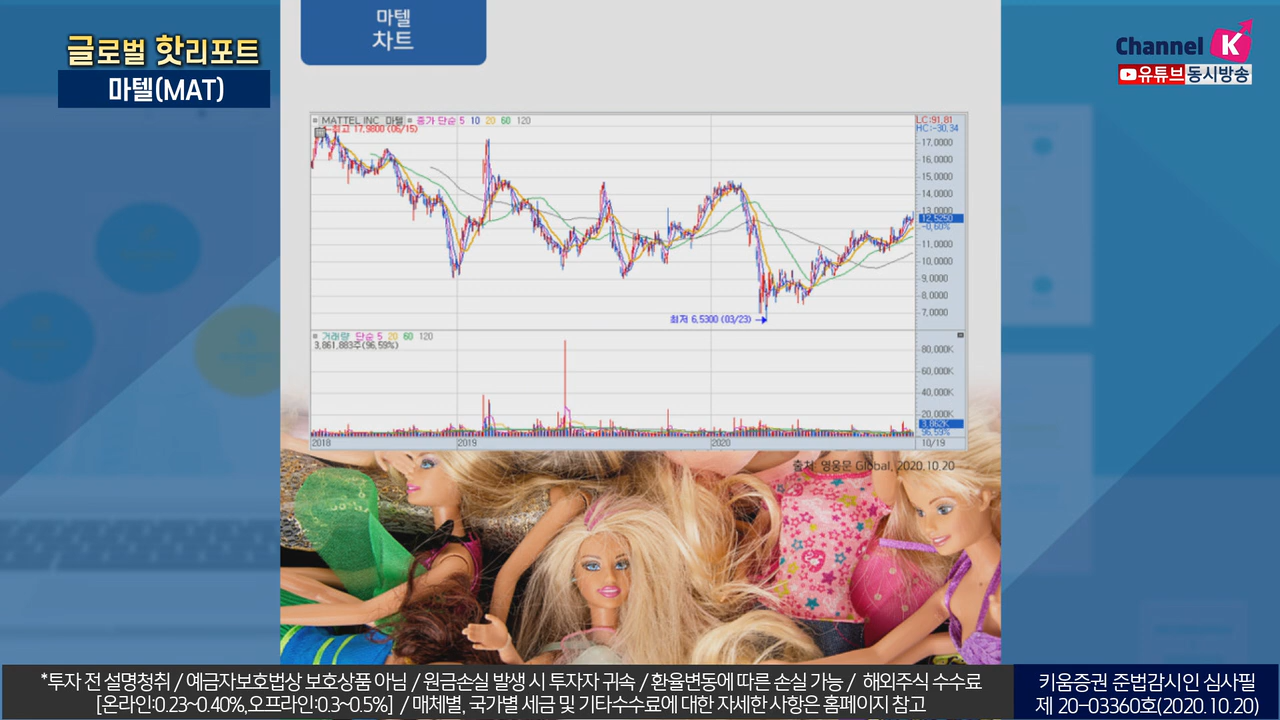 글로벌 핫리포트
마텔(MAT)
마텔
차트
Channel K
유튜브동시방송
MATTEL INC 마텔 종가 단순 5 10 20 60 120
최고 17,9800 (06/15)
LC:91,81
HC:-30,34
17,0000
16,0000
15,0000
14,0000
13,0000
12,5250
-0,60%
11,0000
10,0000
9,0000
8,0000
7,0000
최저 6,5300 (03/23)
거래량 단순 5 20 60 120
3,861,883주(96,59%)
80,000K
60,000K
40,000K
20,000K
3,862K
96,59%
2018
2019
2020
10/19
출처: 영웅문 Global, 2020.10.20
*투자 전 설명청취 / 예금자보호법상 보호상품 아님 / 원금손실 발생 시 투자자 귀속 / 환율변동에 따른 손실 가능 / 해외주식 수수료
[온라인:0.23~0.40%,오프라인:0.3~0.5%] / 매체별, 국가별 세금 및 기타수수료에 대한 자세한 사항은 홈페이지 참고
키움증권 준법감시인 심사필
제 20-03360호(2020.10.20)